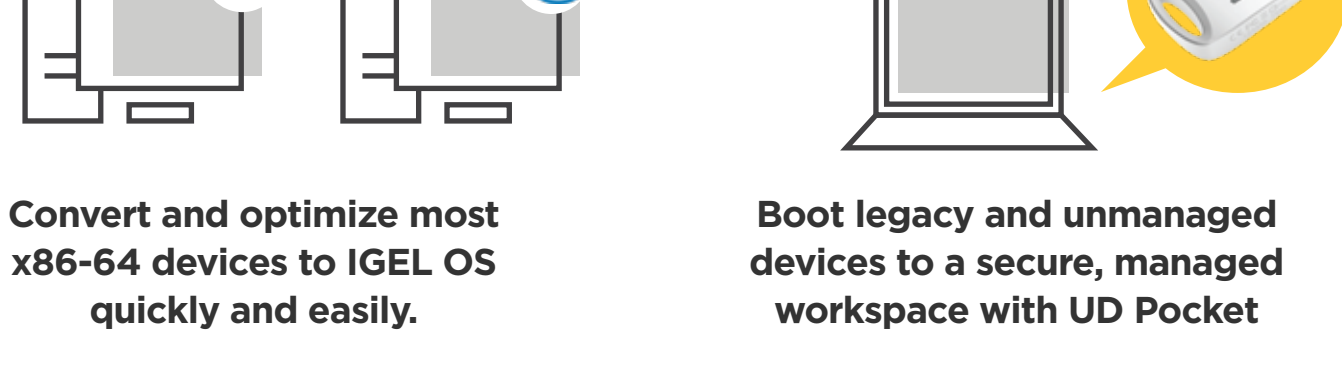 Convert and optimize most
x86-64 devices to IGEL OS
quickly and easily.
Boot legacy and unmanaged
devices to a secure, managed
workspace with UD Pocket